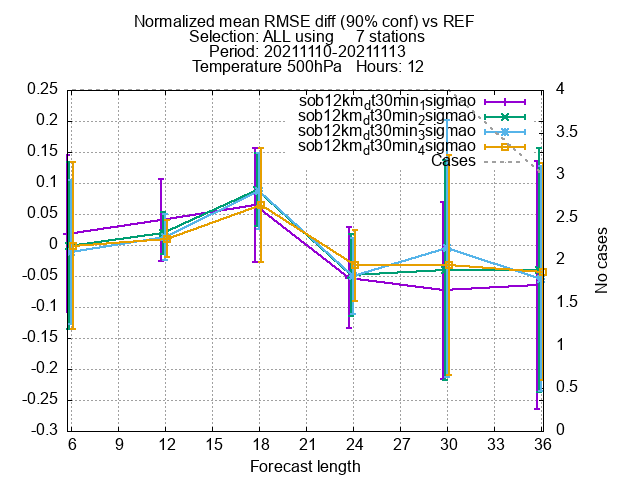 Normalized mean RMSE diff (90% conf) vs REF
Selection: ALL using 7 stations
Period: 20211110-20211113
Temperature 500hPa Hours: 12
sob12km_dt30min_1sigmao
sob12km_dt30min_2sigmao
sob12km_dt30min_3sigmao
sob12km_dt30min_4sigmao
Cases
0.25
0.2
0.15
0.1
0.05
0
-0.05
-0.1
-0.15
-0.2
-0.25
-0.3
4
3.5
3
2.5
2
1.5
1
0.5
0
No cases
6 9 12 15 18 21 24 27 30 33 36
Forecast length